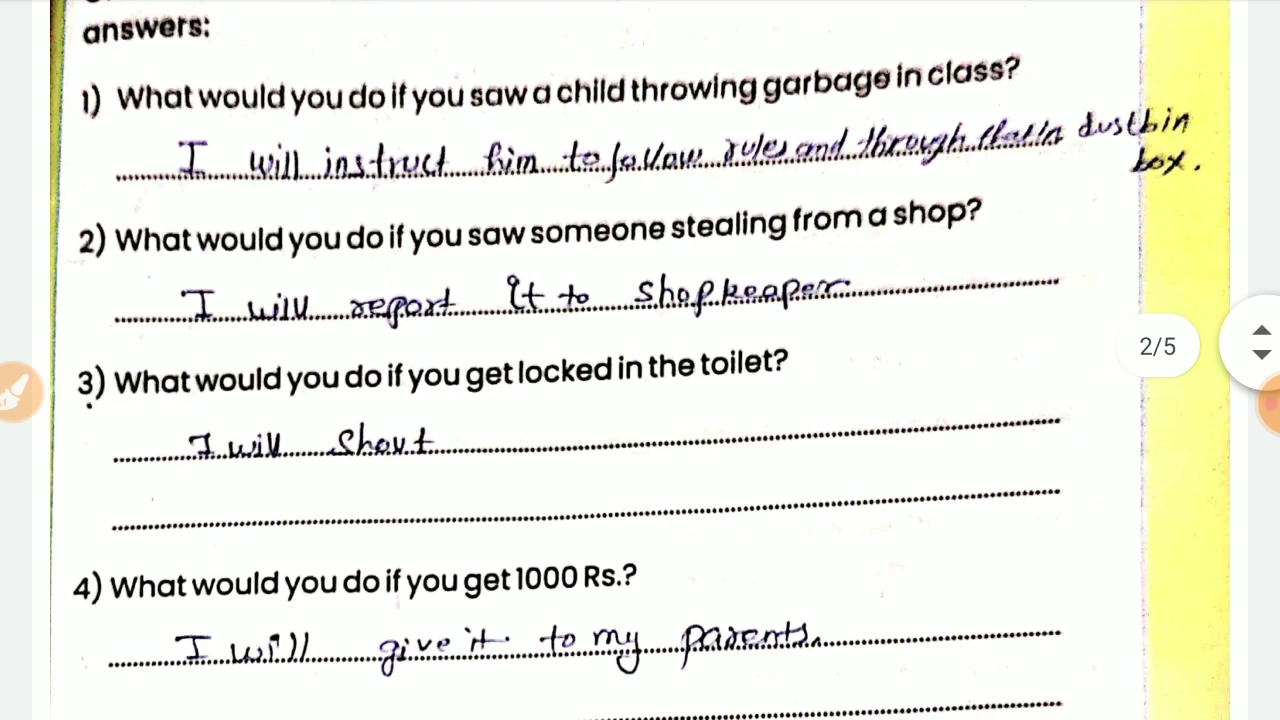 answers:
1) What would you do if you saw a child throwing garbage in class?
I will instruct him to follow rules and through that in dustbin
box.
2) What would you do if you saw someone stealing from a shop?
I will report it to shopkeaper
2/5
3) What would you do if you get locked in the toilet?
I will shout
4) What would you do if you get 1000 Rs.?
I will give it to my parents.